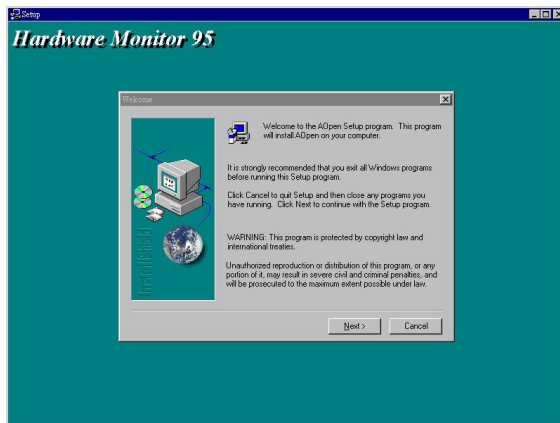 Setup
Hardware Monitor 95
Welcome
Welcome to the AOpen Setup program. This program
will install AOpen on your computer.
It is strongly recommended that you exit all Windows programs
before running this Setup program.
Click Cancel to quit Setup and then close any programs you
have running. Click Next to continue with the Setup program.
WARNING: This program is protected by copyright law and
international treaties.
Unauthorized reproduction or distribution of this program, or any
portion of it, may result in severe civil and criminal penalties, and
will be prosecuted to the maximum extent possible under law.
InstallShield
Next >
Cancel